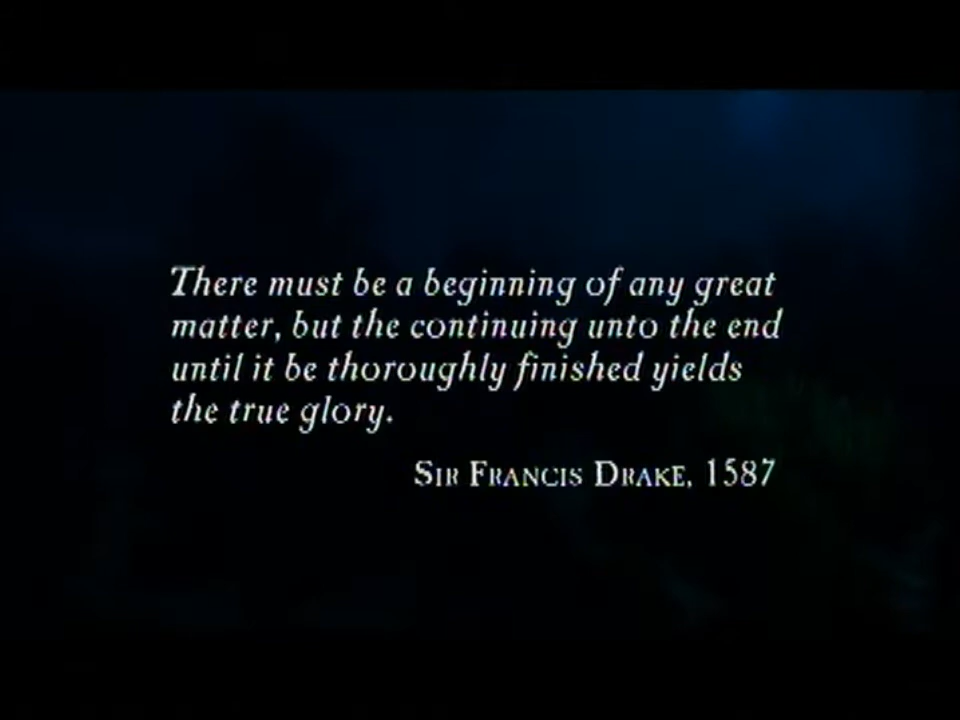 There must be a beginning of any great
matter, but the continuing unto the end
until it be thoroughly finished yields
the true glory.
Sir Francis Drake, 1587